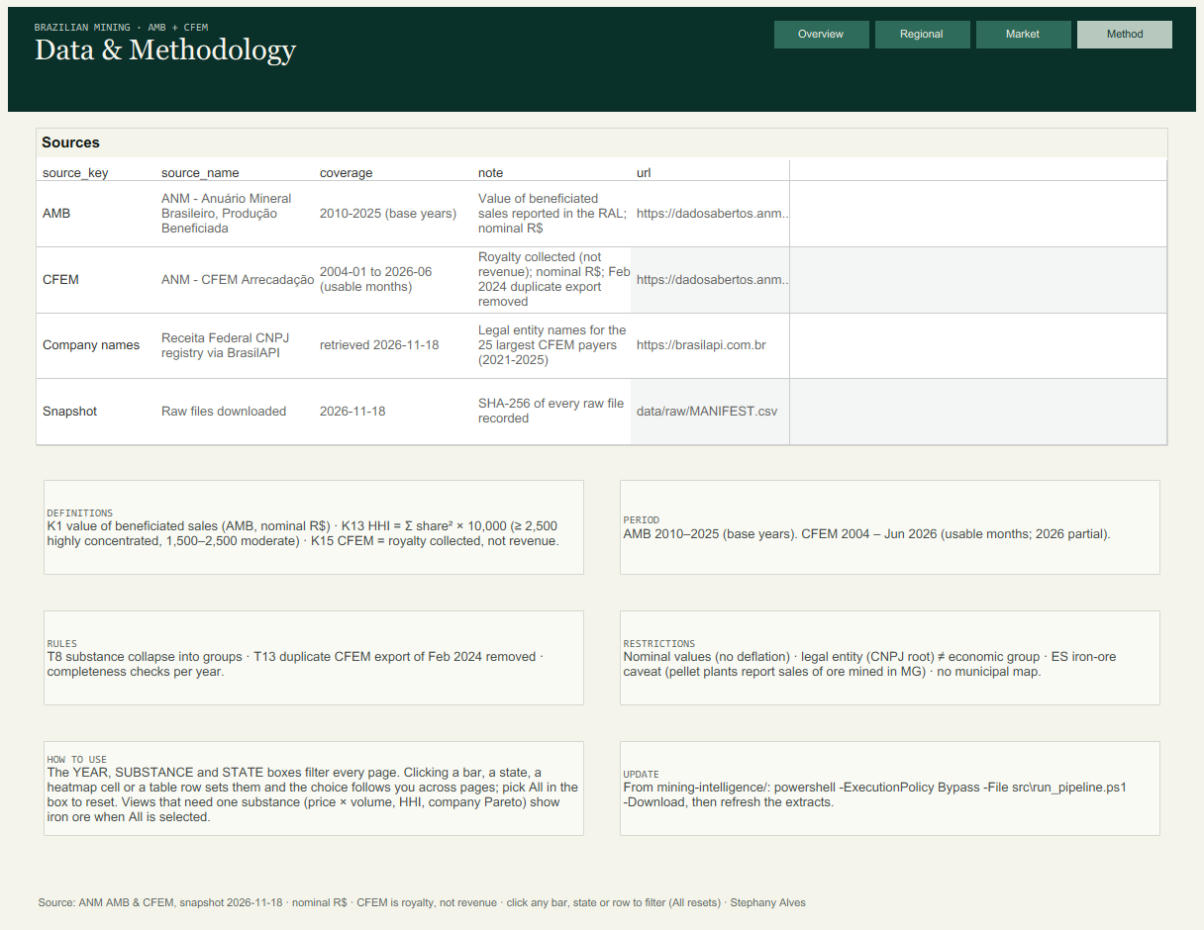 BRAZILIAN MINING · AMB + CFEM
Data & Methodology
Overview
Regional
Market
Method
Sources
source_key
source_name
coverage
note
url
AMB
ANM - Anuário Mineral
Brasileiro, Produção
Beneficiada
2010-2025 (base years)
Value of beneficiated
sales reported in the RAL;
nominal R$
https://dadosabertos.anm..
CFEM
ANM - CFEM Arrecadação
2004-01 to 2026-06
(usable months)
Royalty collected (not
revenue); nominal R$; Feb
2024 duplicate export
removed
https://dadosabertos.anm..
Company names
Receita Federal CNPJ
registry via BrasilAPI
retrieved 2026-11-18
Legal entity names for the
25 largest CFEM payers
(2021-2025)
https://brasilapi.com.br
Snapshot
Raw files downloaded
2026-11-18
SHA-256 of every raw file
recorded
data/raw/MANIFEST.csv
DEFINITIONS
K1 value of beneficiated sales (AMB, nominal R$) · K13 HHI = Σ share² × 10,000 (≥ 2,500
highly concentrated, 1,500–2,500 moderate) · K15 CFEM = royalty collected, not revenue.
PERIOD
AMB 2010–2025 (base years). CFEM 2004 – Jun 2026 (usable months; 2026 partial).
RULES
T8 substance collapse into groups · T13 duplicate CFEM export of Feb 2024 removed ·
completeness checks per year.
RESTRICTIONS
Nominal values (no deflation) · legal entity (CNPJ root) ≠ economic group · ES iron-ore
caveat (pellet plants report sales of ore mined in MG) · no municipal map.
HOW TO USE
The YEAR, SUBSTANCE and STATE boxes filter every page. Clicking a bar, a state, a
heatmap cell or a table row sets them and the choice follows you across pages; pick All in the
box to reset. Views that need one substance (price × volume, HHI, company Pareto) show
iron ore when All is selected.
UPDATE
From mining-intelligence/: powershell -ExecutionPolicy Bypass -File src\run_pipeline.ps1
-Download, then refresh the extracts.
Source: ANM AMB & CFEM, snapshot 2026-11-18 · nominal R$ · CFEM is royalty, not revenue · click any bar, state or row to filter (All resets) · Stephany Alves